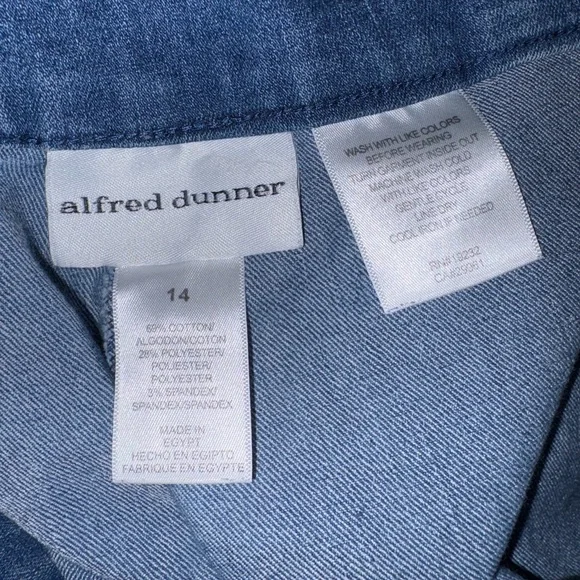 alfred dunner
14
69% COTTON/
ALGODON/COTON
28% POLYESTER/
POLIESTER/
POLYESTER
3% SPANDEX/
SPANDEX/SPANDEX
MADE IN
EGYPT
HECHO EN EGIPTO
FABRIQUE EN EGYPTE
WASH WITH LIKE COLORS
BEFORE WEARING
TURN GARMENT INSIDE OUT
MACHINE WASH COLD
WITH LIKE COLORS
GENTLE CYCLE
LINE DRY
COOL IRON IF NEEDED
RN#19232